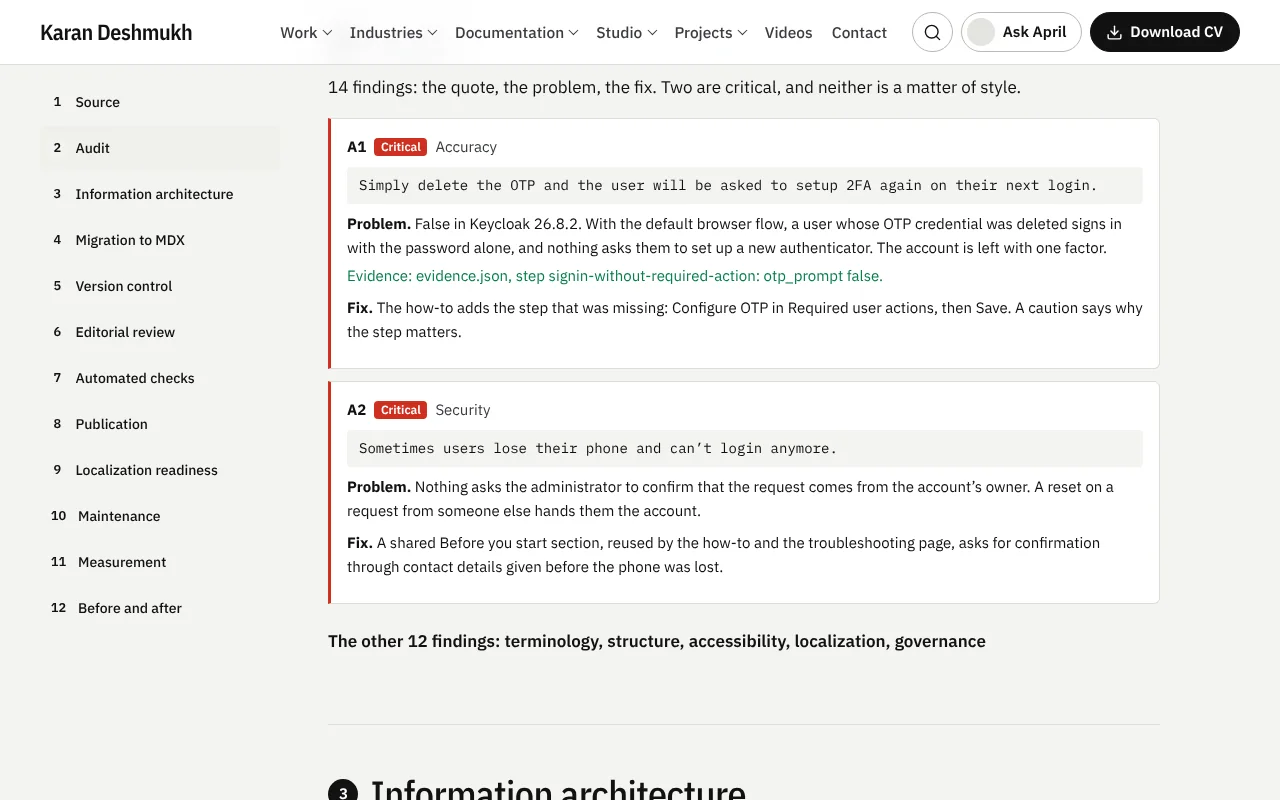 Karan Deshmukh
Work
Industries
Documentation
Studio
Projects
Videos
Contact
Ask April
Download CV
1 Source
2 Audit
3 Information architecture
4 Migration to MDX
5 Version control
6 Editorial review
7 Automated checks
8 Publication
9 Localization readiness
10 Maintenance
11 Measurement
12 Before and after
14 findings: the quote, the problem, the fix. Two are critical, and neither is a matter of style.
A1 Critical Accuracy
Simply delete the OTP and the user will be asked to setup 2FA again on their next login.
Problem. False in Keycloak 26.8.2. With the default browser flow, a user whose OTP credential was deleted signs in
with the password alone, and nothing asks them to set up a new authenticator. The account is left with one factor.
Evidence: evidence.json, step signin-without-required-action: otp_prompt false.
Fix. The how-to adds the step that was missing: Configure OTP in Required user actions, then Save. A caution says why
the step matters.
A2 Critical Security
Sometimes users lose their phone and can’t login anymore.
Problem. Nothing asks the administrator to confirm that the request comes from the account’s owner. A reset on a
request from someone else hands them the account.
Fix. A shared Before you start section, reused by the how-to and the troubleshooting page, asks for confirmation
through contact details given before the phone was lost.
The other 12 findings: terminology, structure, accessibility, localization, governance
3 Information architecture